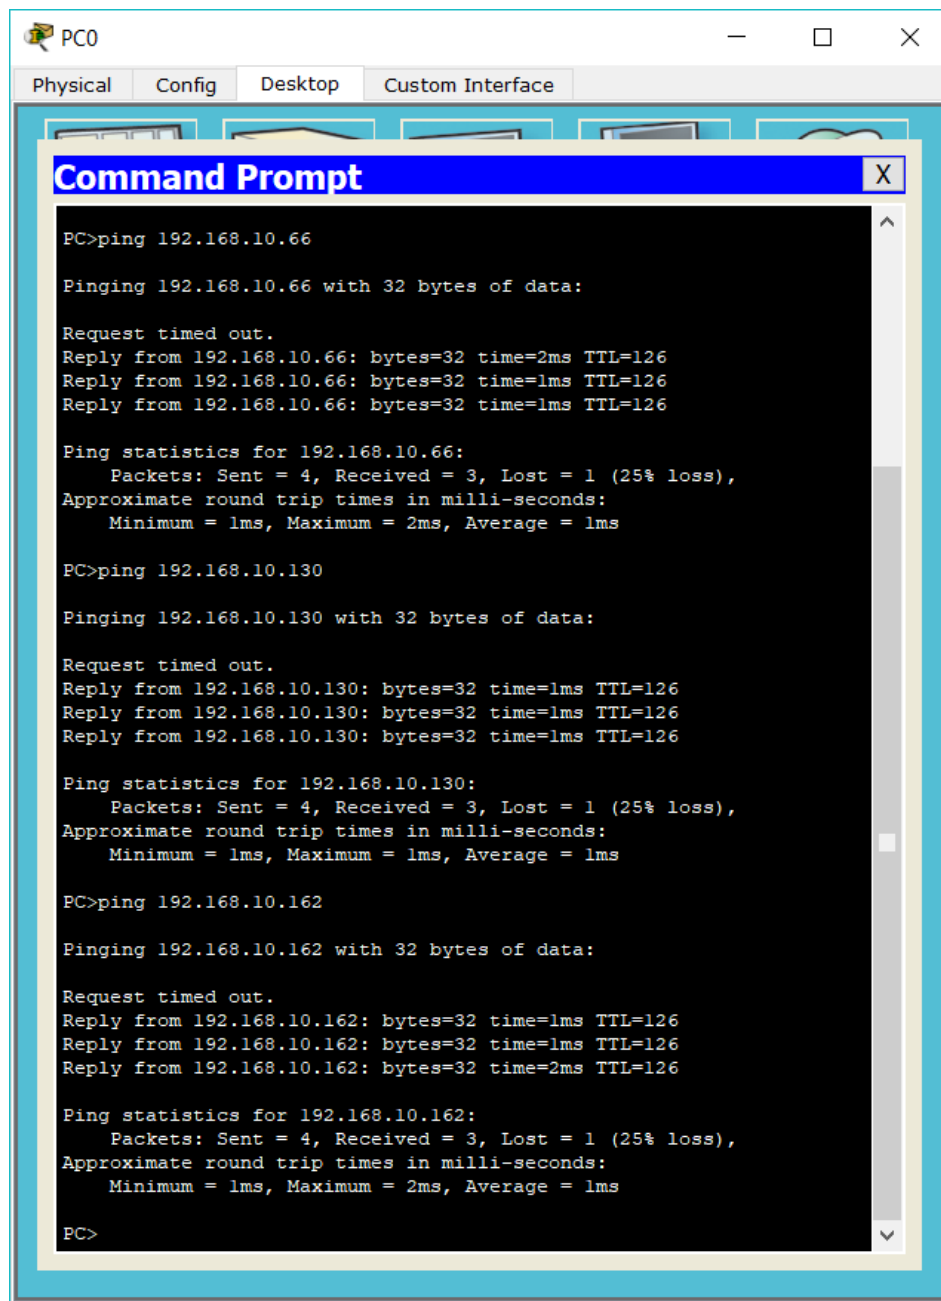 PC0
Physical Config Desktop Custom Interface
Command Prompt X
PC>ping 192.168.10.66
Pinging 192.168.10.66 with 32 bytes of data:
Request timed out.
Reply from 192.168.10.66: bytes=32 time=2ms TTL=126
Reply from 192.168.10.66: bytes=32 time=1ms TTL=126
Reply from 192.168.10.66: bytes=32 time=1ms TTL=126
Ping statistics for 192.168.10.66:
    Packets: Sent = 4, Received = 3, Lost = 1 (25% loss),
Approximate round trip times in milli-seconds:
    Minimum = 1ms, Maximum = 2ms, Average = 1ms
PC>ping 192.168.10.130
Pinging 192.168.10.130 with 32 bytes of data:
Request timed out.
Reply from 192.168.10.130: bytes=32 time=1ms TTL=126
Reply from 192.168.10.130: bytes=32 time=1ms TTL=126
Reply from 192.168.10.130: bytes=32 time=1ms TTL=126
Ping statistics for 192.168.10.130:
    Packets: Sent = 4, Received = 3, Lost = 1 (25% loss),
Approximate round trip times in milli-seconds:
    Minimum = 1ms, Maximum = 1ms, Average = 1ms
PC>ping 192.168.10.162
Pinging 192.168.10.162 with 32 bytes of data:
Request timed out.
Reply from 192.168.10.162: bytes=32 time=1ms TTL=126
Reply from 192.168.10.162: bytes=32 time=1ms TTL=126
Reply from 192.168.10.162: bytes=32 time=2ms TTL=126
Ping statistics for 192.168.10.162:
    Packets: Sent = 4, Received = 3, Lost = 1 (25% loss),
Approximate round trip times in milli-seconds:
    Minimum = 1ms, Maximum = 2ms, Average = 1ms
PC>